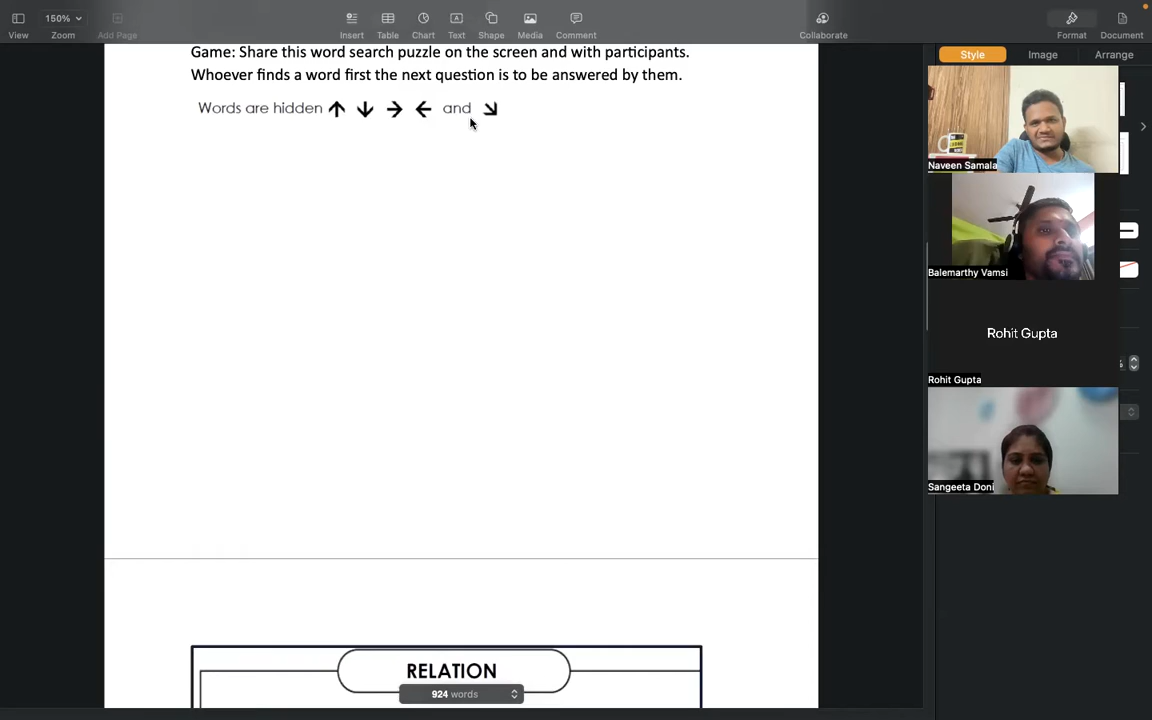 150%
View
Zoom
Add Page
Insert
Table
Chart
Text
Shape
Media
Comment
Collaborate
Format
Document
Style
Image
Arrange
Game: Share this word search puzzle on the screen and with participants.
Whoever finds a word first the next question is to be answered by them.
Words are hidden ↑ ↓ → ← and ↘
Naveen Samala
Balemarthy Vamsi
Rohit Gupta
Rohit Gupta
%
Sangeeta Doni
RELATION
924 words